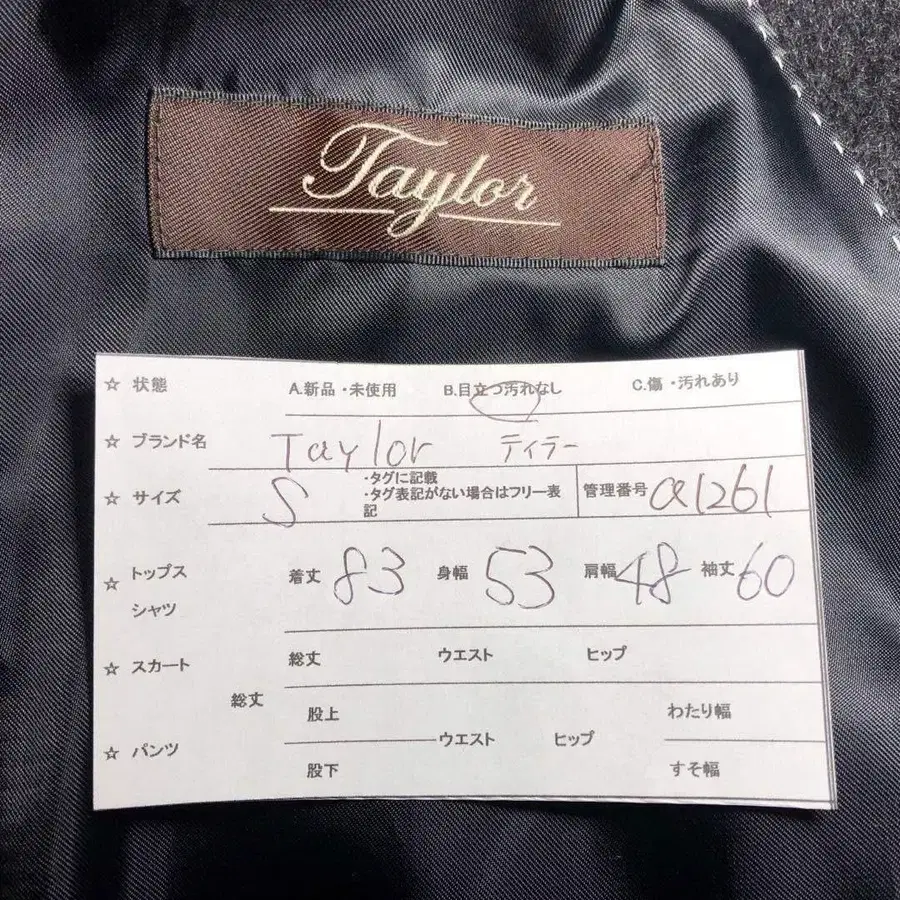 Taylor
☆ 状態 A.新品・未使用 B.目立つ汚れなし C.傷・汚れあり
☆ ブランド名 Taylor ティラー
☆ サイズ S ・タグに記載
・タグ表記がない場合はフリー表記
管理番号 a1261
☆ トップス シャツ 着丈 83 身幅 53 肩幅 48 袖丈 60
☆ スカート 総丈 ウエスト ヒップ
☆ パンツ 総丈 股上 ウエスト ヒップ わたり幅
股下 すそ幅